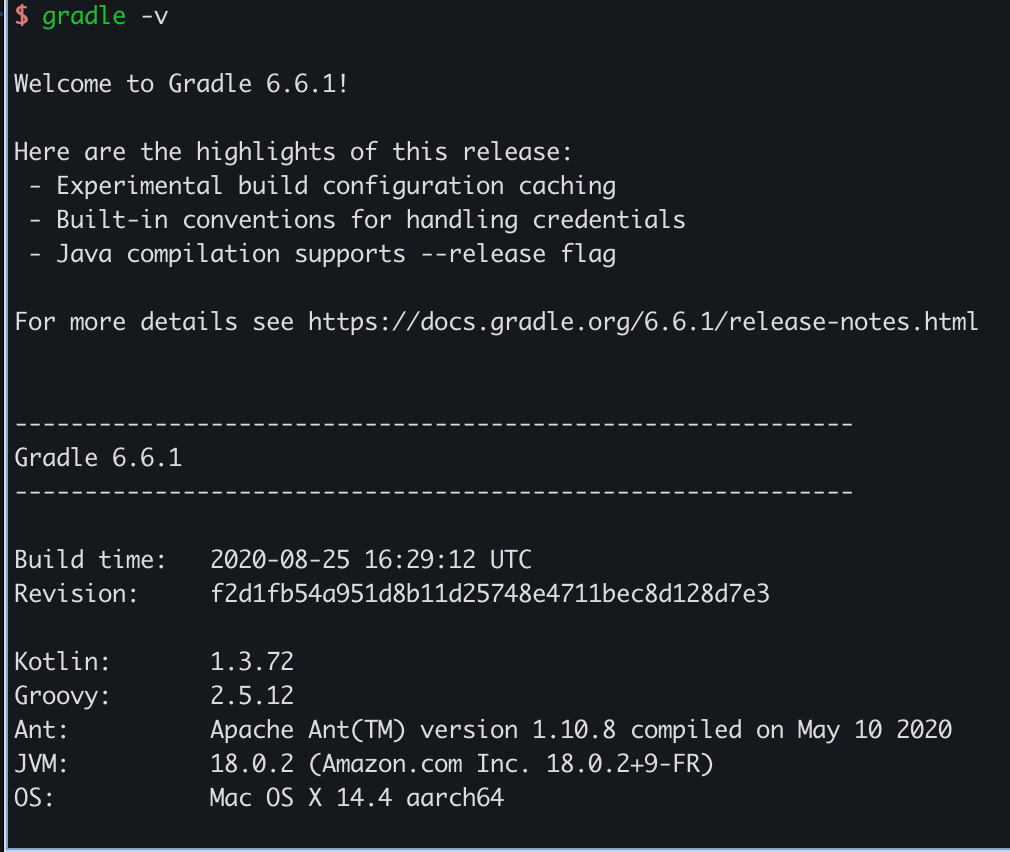 $ gradle -v
Welcome to Gradle 6.6.1!
Here are the highlights of this release:
- Experimental build configuration caching
- Built-in conventions for handling credentials
- Java compilation supports --release flag
For more details see https://docs.gradle.org/6.6.1/release-notes.html
------------------------------------------------------------
Gradle 6.6.1
------------------------------------------------------------
Build time:   2020-08-25 16:29:12 UTC
Revision:     f2d1fb54a951d8b11d25748e4711bec8d128d7e3
Kotlin:       1.3.72
Groovy:       2.5.12
Ant:          Apache Ant(TM) version 1.10.8 compiled on May 10 2020
JVM:          18.0.2 (Amazon.com Inc. 18.0.2+9-FR)
OS:           Mac OS X 14.4 aarch64